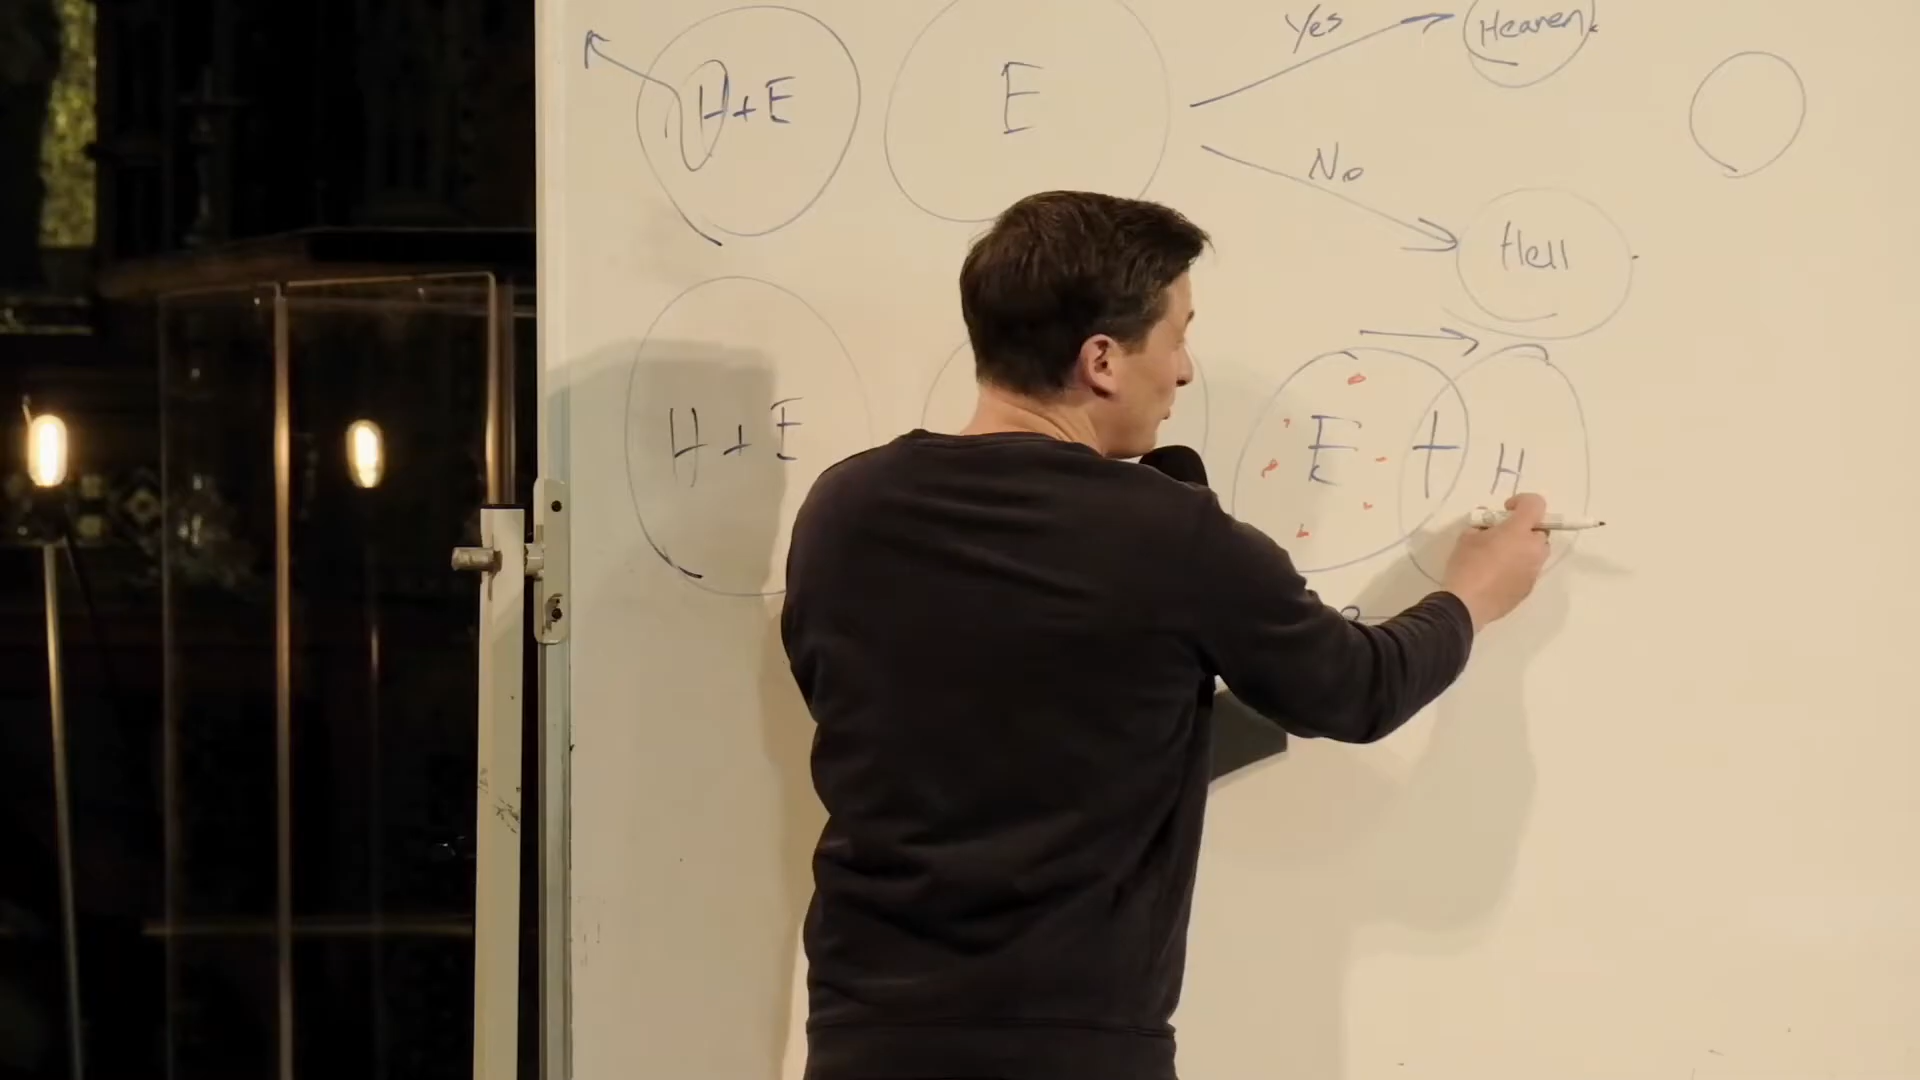 H + E
E
Yes
Heaven
No
Hell
H + E
E + H